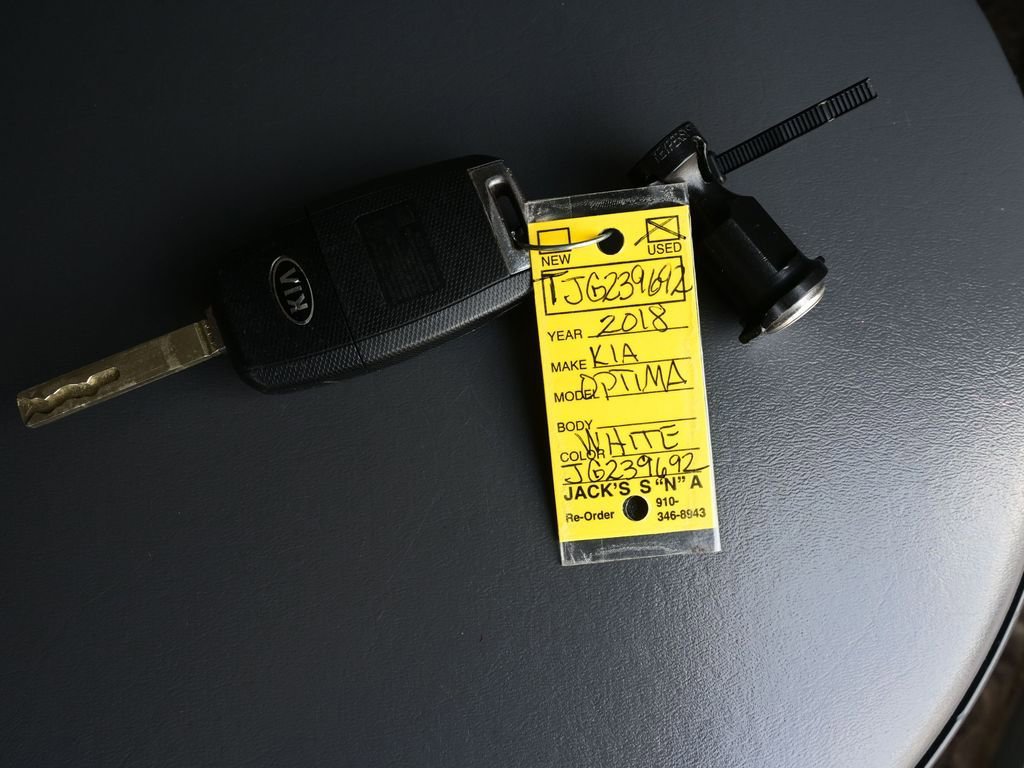 KIA
NEW USED
TJG239692
YEAR 2018
MAKE KIA
MODEL OPTIMA
BODY
COLOR WHITE
JG239692
JACK'S S "N" A
Re-Order 910-
346-8943